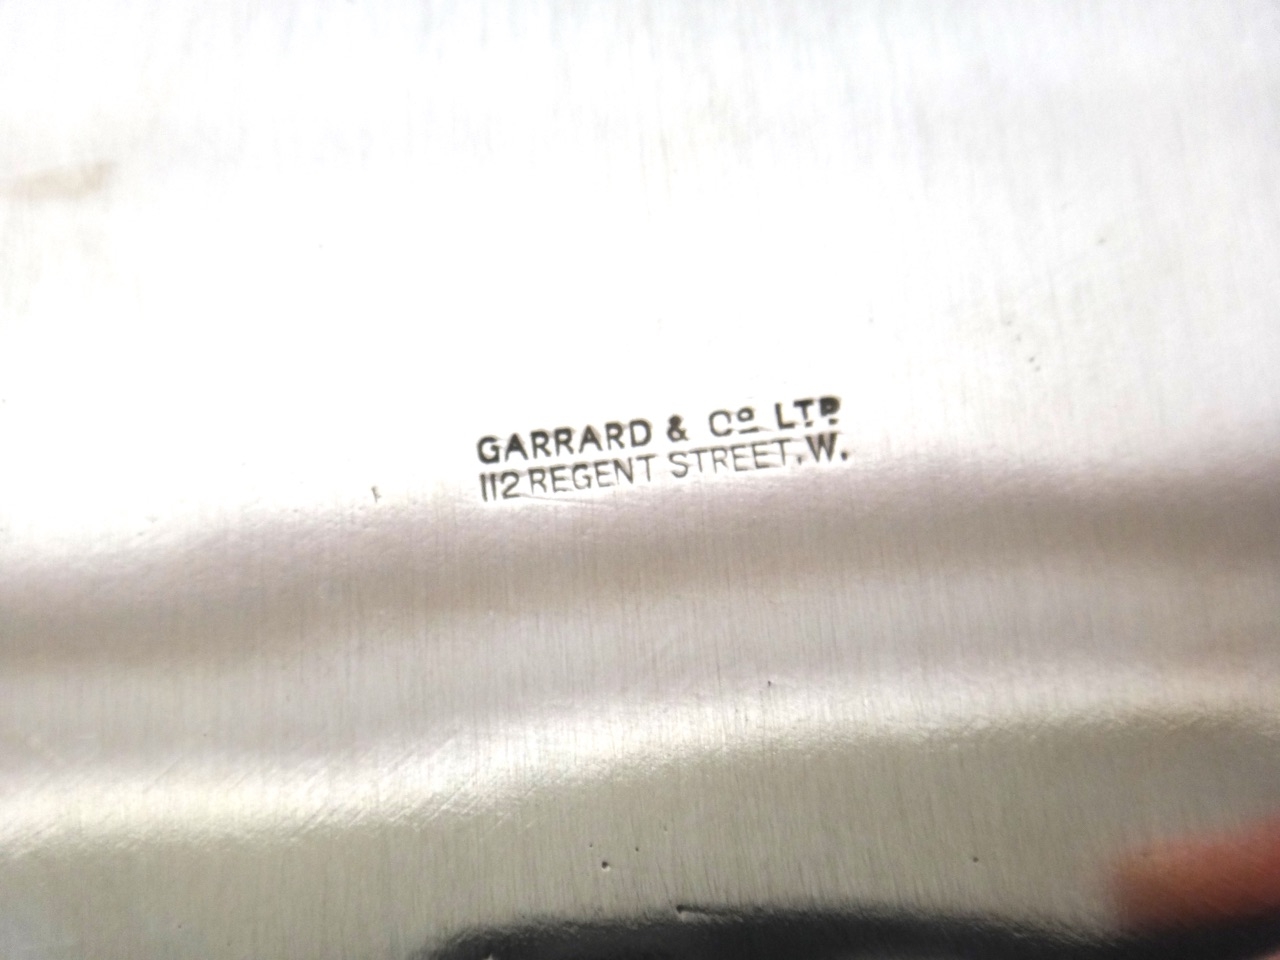 GARRARD & Cº LTD
112 REGENT STREET. W.